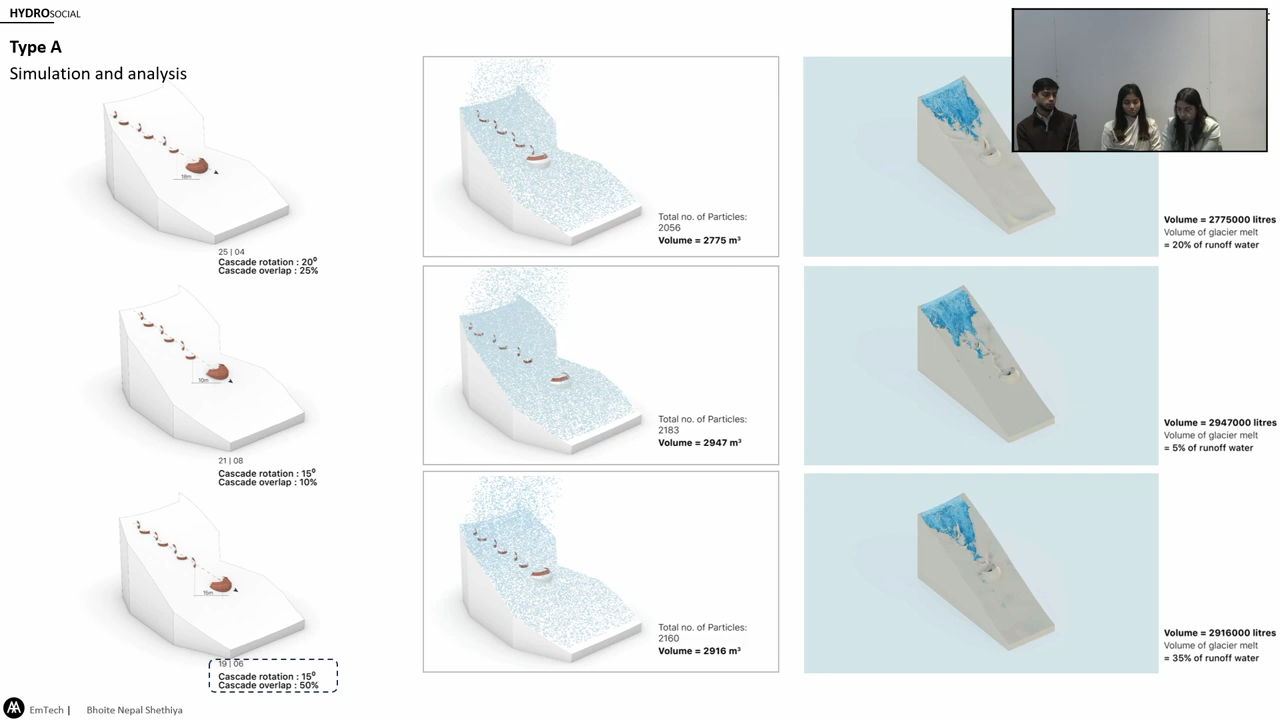 HYDROSOCIAL
Type A
Simulation and analysis
18m
25 | 04
Cascade rotation : 20⁰
Cascade overlap : 25%
Total no. of Particles:
2056
Volume = 2775 m³
Volume = 2775000 litres
Volume of glacier melt
= 20% of runoff water
10m
21 | 08
Cascade rotation : 15⁰
Cascade overlap : 10%
Total no. of Particles:
2183
Volume = 2947 m³
Volume = 2947000 litres
Volume of glacier melt
= 5% of runoff water
15m
19 | 06
Cascade rotation : 15⁰
Cascade overlap : 50%
Total no. of Particles:
2160
Volume = 2916 m³
Volume = 2916000 litres
Volume of glacier melt
= 35% of runoff water
AA EmTech | Bhoite Nepal Shethiya